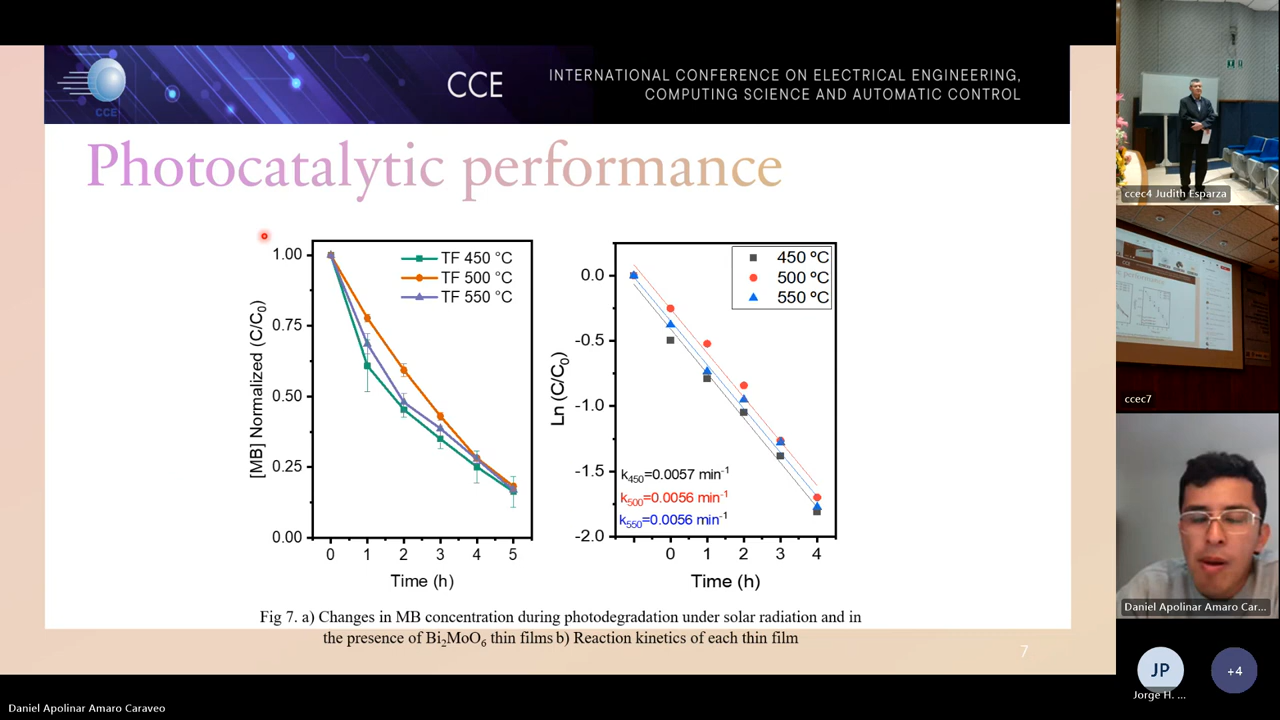 CCE
CCE
INTERNATIONAL CONFERENCE ON ELECTRICAL ENGINEERING,
COMPUTING SCIENCE AND AUTOMATIC CONTROL
Photocatalytic performance
[MB] Normalized (C/C₀)
1.00
0.75
0.50
0.25
0.00
TF 450 °C
TF 500 °C
TF 550 °C
0 1 2 3 4 5
Time (h)
Ln (C/C₀)
0.0
-0.5
-1.0
-1.5
-2.0
450 ºC
500 ºC
550 ºC
k₄₅₀=0.0057 min⁻¹
k₅₀₀=0.0056 min⁻¹
k₅₅₀=0.0056 min⁻¹
0 1 2 3 4
Time (h)
Fig 7. a) Changes in MB concentration during photodegradation under solar radiation and in
the presence of Bi₂MoO₆ thin films b) Reaction kinetics of each thin film
7
Daniel Apolinar Amaro Caraveo
ccec4 Judith Esparza
ccec7
Daniel Apolinar Amaro Car...
JP
Jorge H. ...
+4